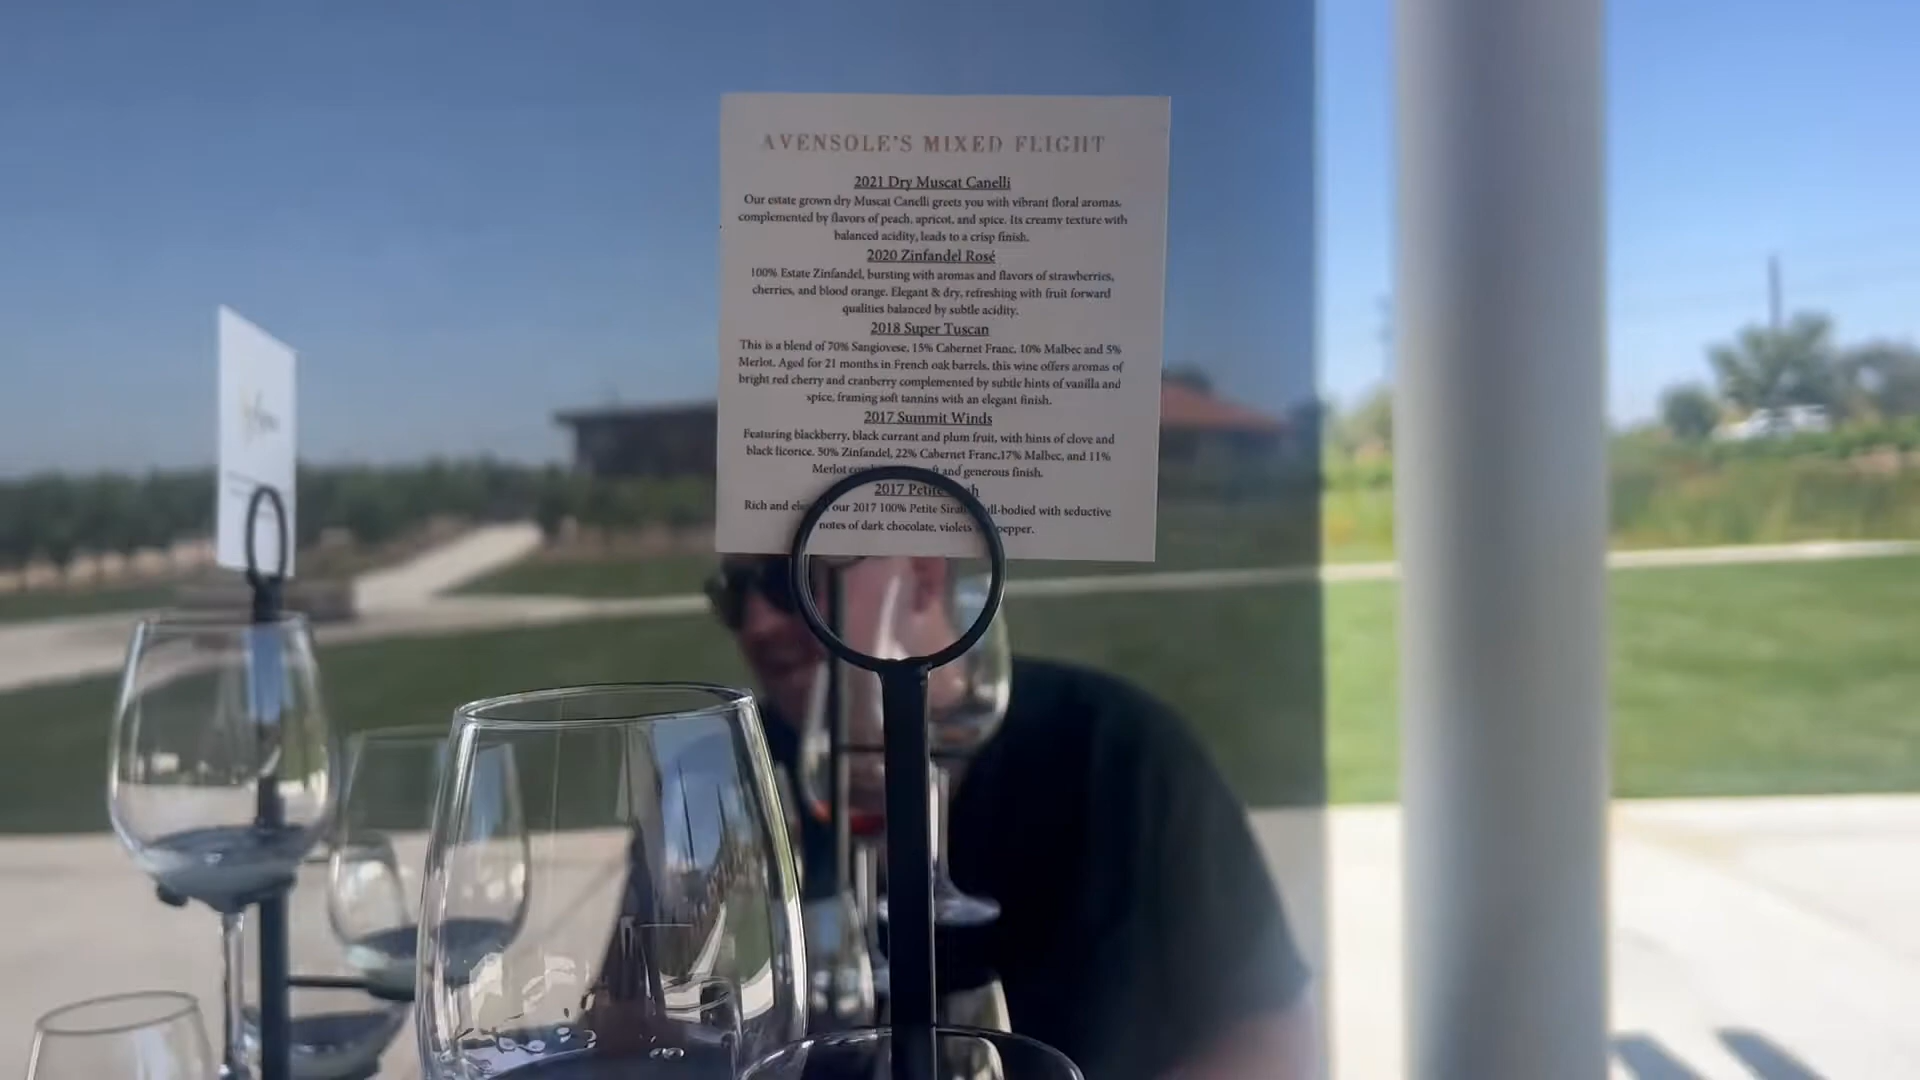 AVENSOLE'S MIXED FLIGHT
2021 Dry Muscat Canelli
Our estate grown dry Muscat Canelli greets you with vibrant floral aromas,
complemented by flavors of peach, apricot, and spice. Its creamy texture with
balanced acidity, leads to a crisp finish.
2020 Zinfandel Rosé
100% Estate Zinfandel, bursting with aromas and flavors of strawberries,
cherries, and blood orange. Elegant & dry, refreshing with fruit forward
qualities balanced by subtle acidity.
2018 Super Tuscan
This is a blend of 70% Sangiovese, 15% Cabernet Franc, 10% Malbec and 5%
Merlot. Aged for 21 months in French oak barrels, this wine offers aromas of
bright red cherry and cranberry complemented by subtle hints of vanilla and
spice, framing soft tannins with an elegant finish.
2017 Summit Winds
Featuring blackberry, black currant and plum fruit, with hints of clove and
black licorice. 50% Zinfandel, 22% Cabernet Franc,17% Malbec, and 11%
Merlot and generous finish.
2017 Petite
Rich and our 2017 100% Petite Sirah with seductive
notes of dark chocolate, violets pepper.